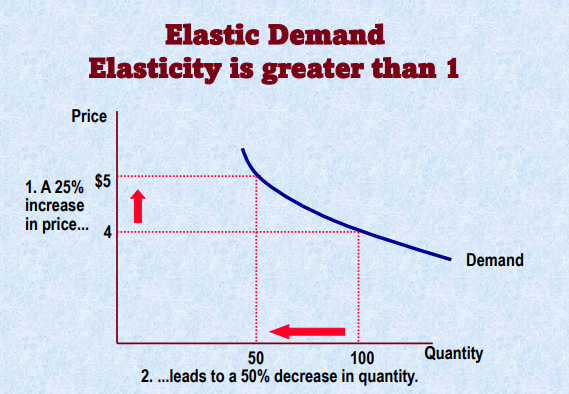 Elastic Demand
Elasticity is greater than 1
Price
1. A 25%
increase
in price...
$5
4
Demand
50
100
Quantity
2. ...leads to a 50% decrease in quantity.